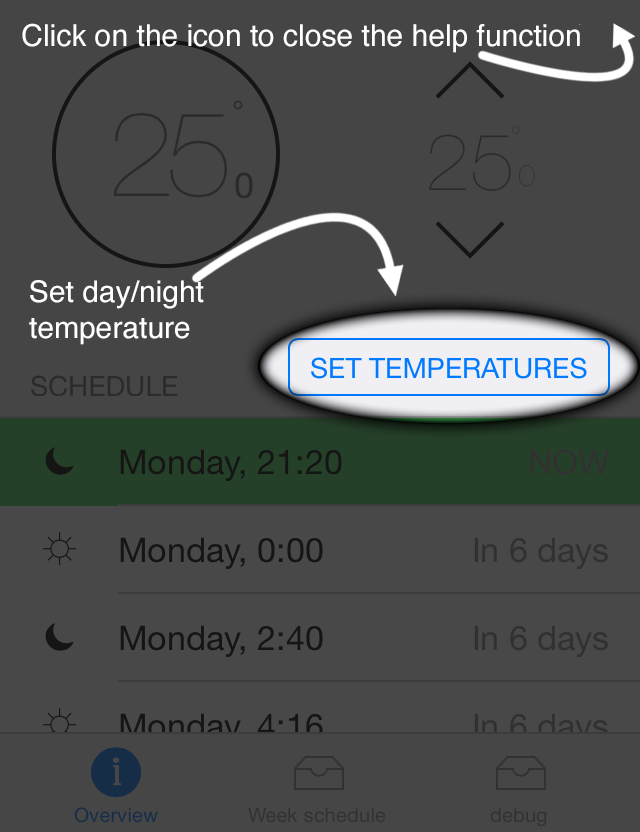 Click on the icon to close the help function
25°0
25°0
Set day/night
temperature
SET TEMPERATURES
SCHEDULE
Monday, 21:20 NOW
Monday, 0:00 In 6 days
Monday, 2:40 In 6 days
Monday, 4:16 In 6 days
Overview Week schedule debug